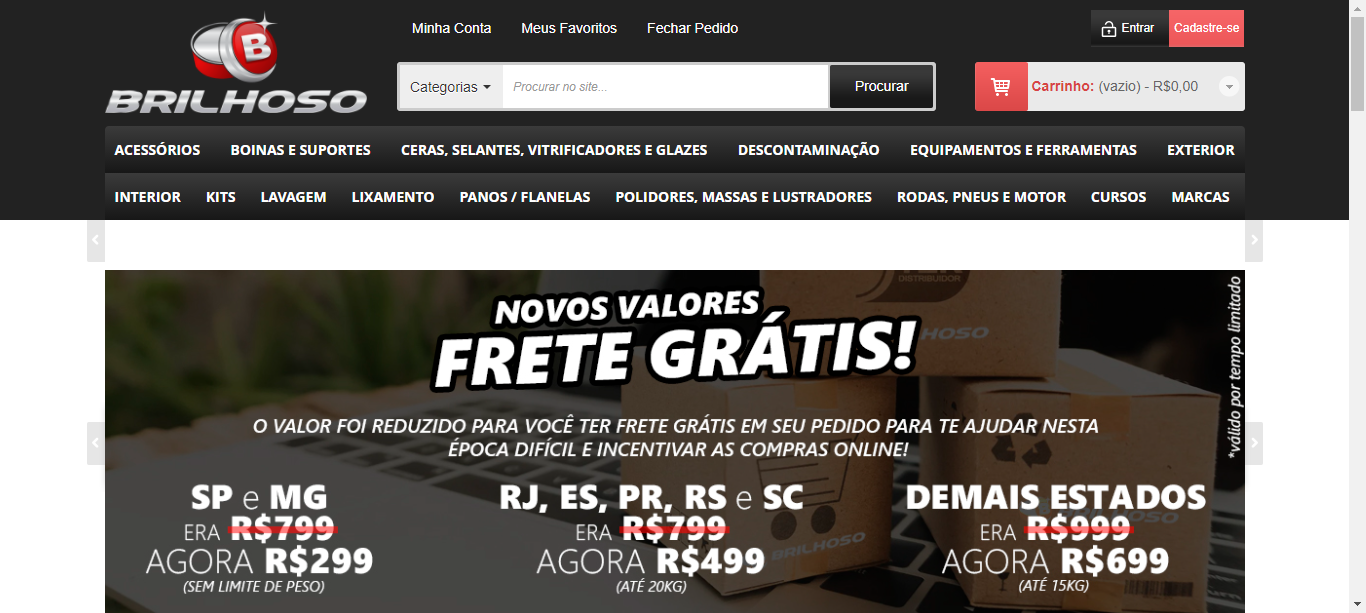 Minha Conta Meus Favoritos Fechar Pedido
Entrar Cadastre-se
B
BRILHOSO
Categorias Procurar no site... Procurar
Carrinho: (vazio) - R$0,00
ACESSÓRIOS BOINAS E SUPORTES CERAS, SELANTES, VITRIFICADORES E GLAZES DESCONTAMINAÇÃO EQUIPAMENTOS E FERRAMENTAS EXTERIOR
INTERIOR KITS LAVAGEM LIXAMENTO PANOS / FLANELAS POLIDORES, MASSAS E LUSTRADORES RODAS, PNEUS E MOTOR CURSOS MARCAS
DISTRIBUIDOR
NOVOS VALORES
FRETE GRÁTIS!
*válido por tempo limitado
O VALOR FOI REDUZIDO PARA VOCÊ TER FRETE GRÁTIS EM SEU PEDIDO PARA TE AJUDAR NESTA
ÉPOCA DIFÍCIL E INCENTIVAR AS COMPRAS ONLINE!
SP e MG
ERA R$799
AGORA R$299
(SEM LIMITE DE PESO)
RJ, ES, PR, RS e SC
ERA R$799
AGORA R$499
(ATÉ 20KG)
DEMAIS ESTADOS
ERA R$999
AGORA R$699
(ATÉ 15KG)
BRILHOSO